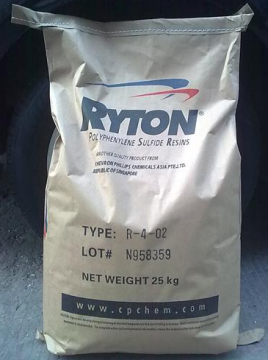 RYTON
POLYPHENYLENE SULFIDE RESINS
ANOTHER QUALITY PRODUCT FROM
CHEVRON PHILLIPS CHEMICALS ASIA PTE.LTD.
REPUBLIC OF SINGAPORE
TYPE: R-4-02
LOT# N958359
NET WEIGHT 25 kg
www.cpchem.com